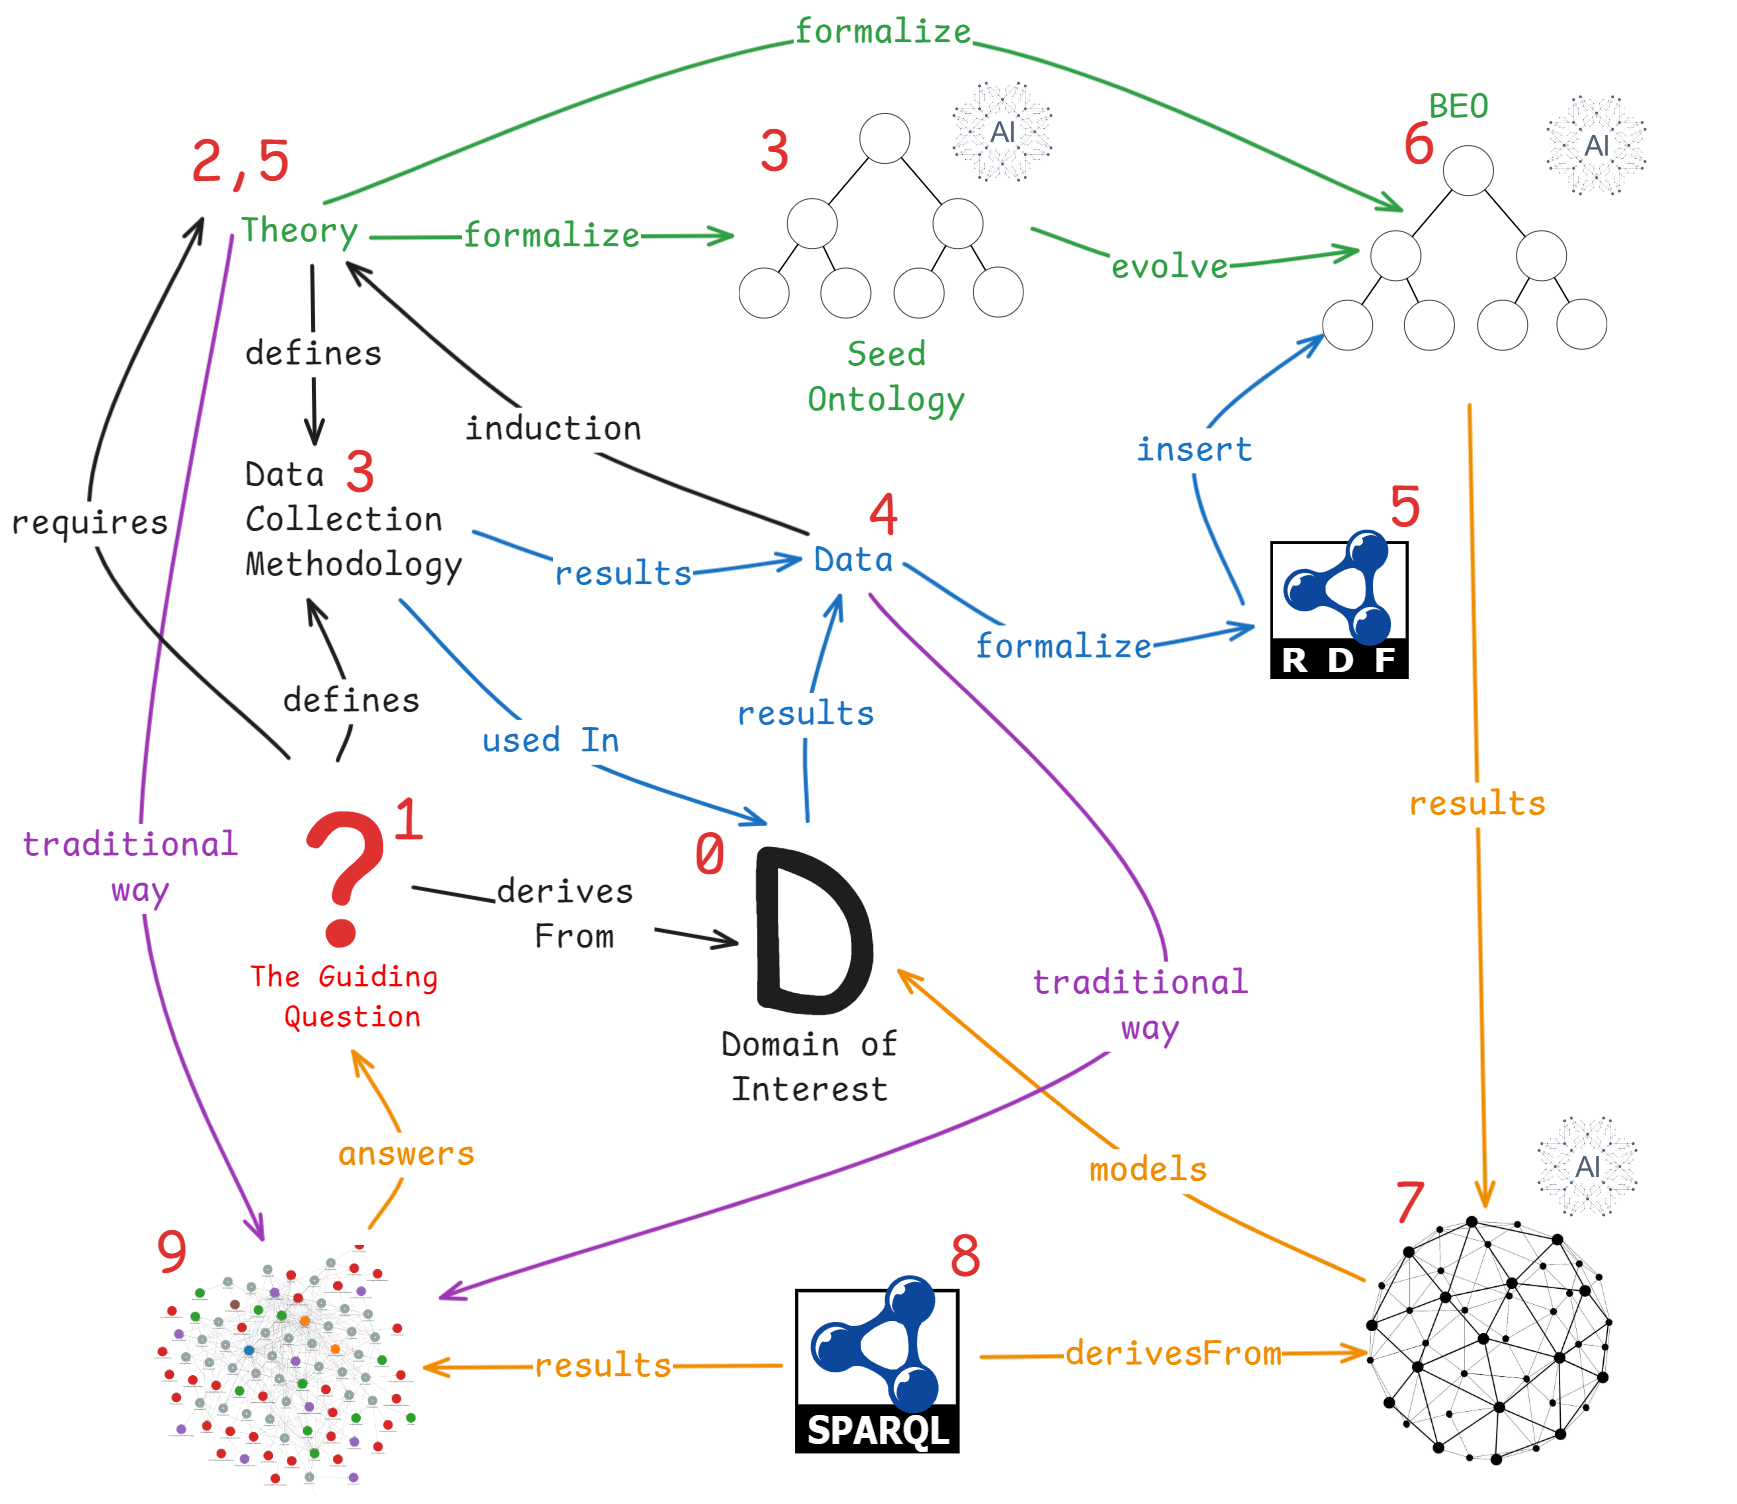 formalize
BEO
AI
AI
3
6
2,5
Theory
formalize
evolve
defines
Seed
Ontology
induction
insert
Data 3
Collection
Methodology
requires
4
5
Data
results
formalize
RDF
defines
used In
results
results
1
0
traditional
way
derives
From
The Guiding
Question
traditional
way
Domain of
Interest
answers
models
AI
7
9
8
results
derivesFrom
SPARQL